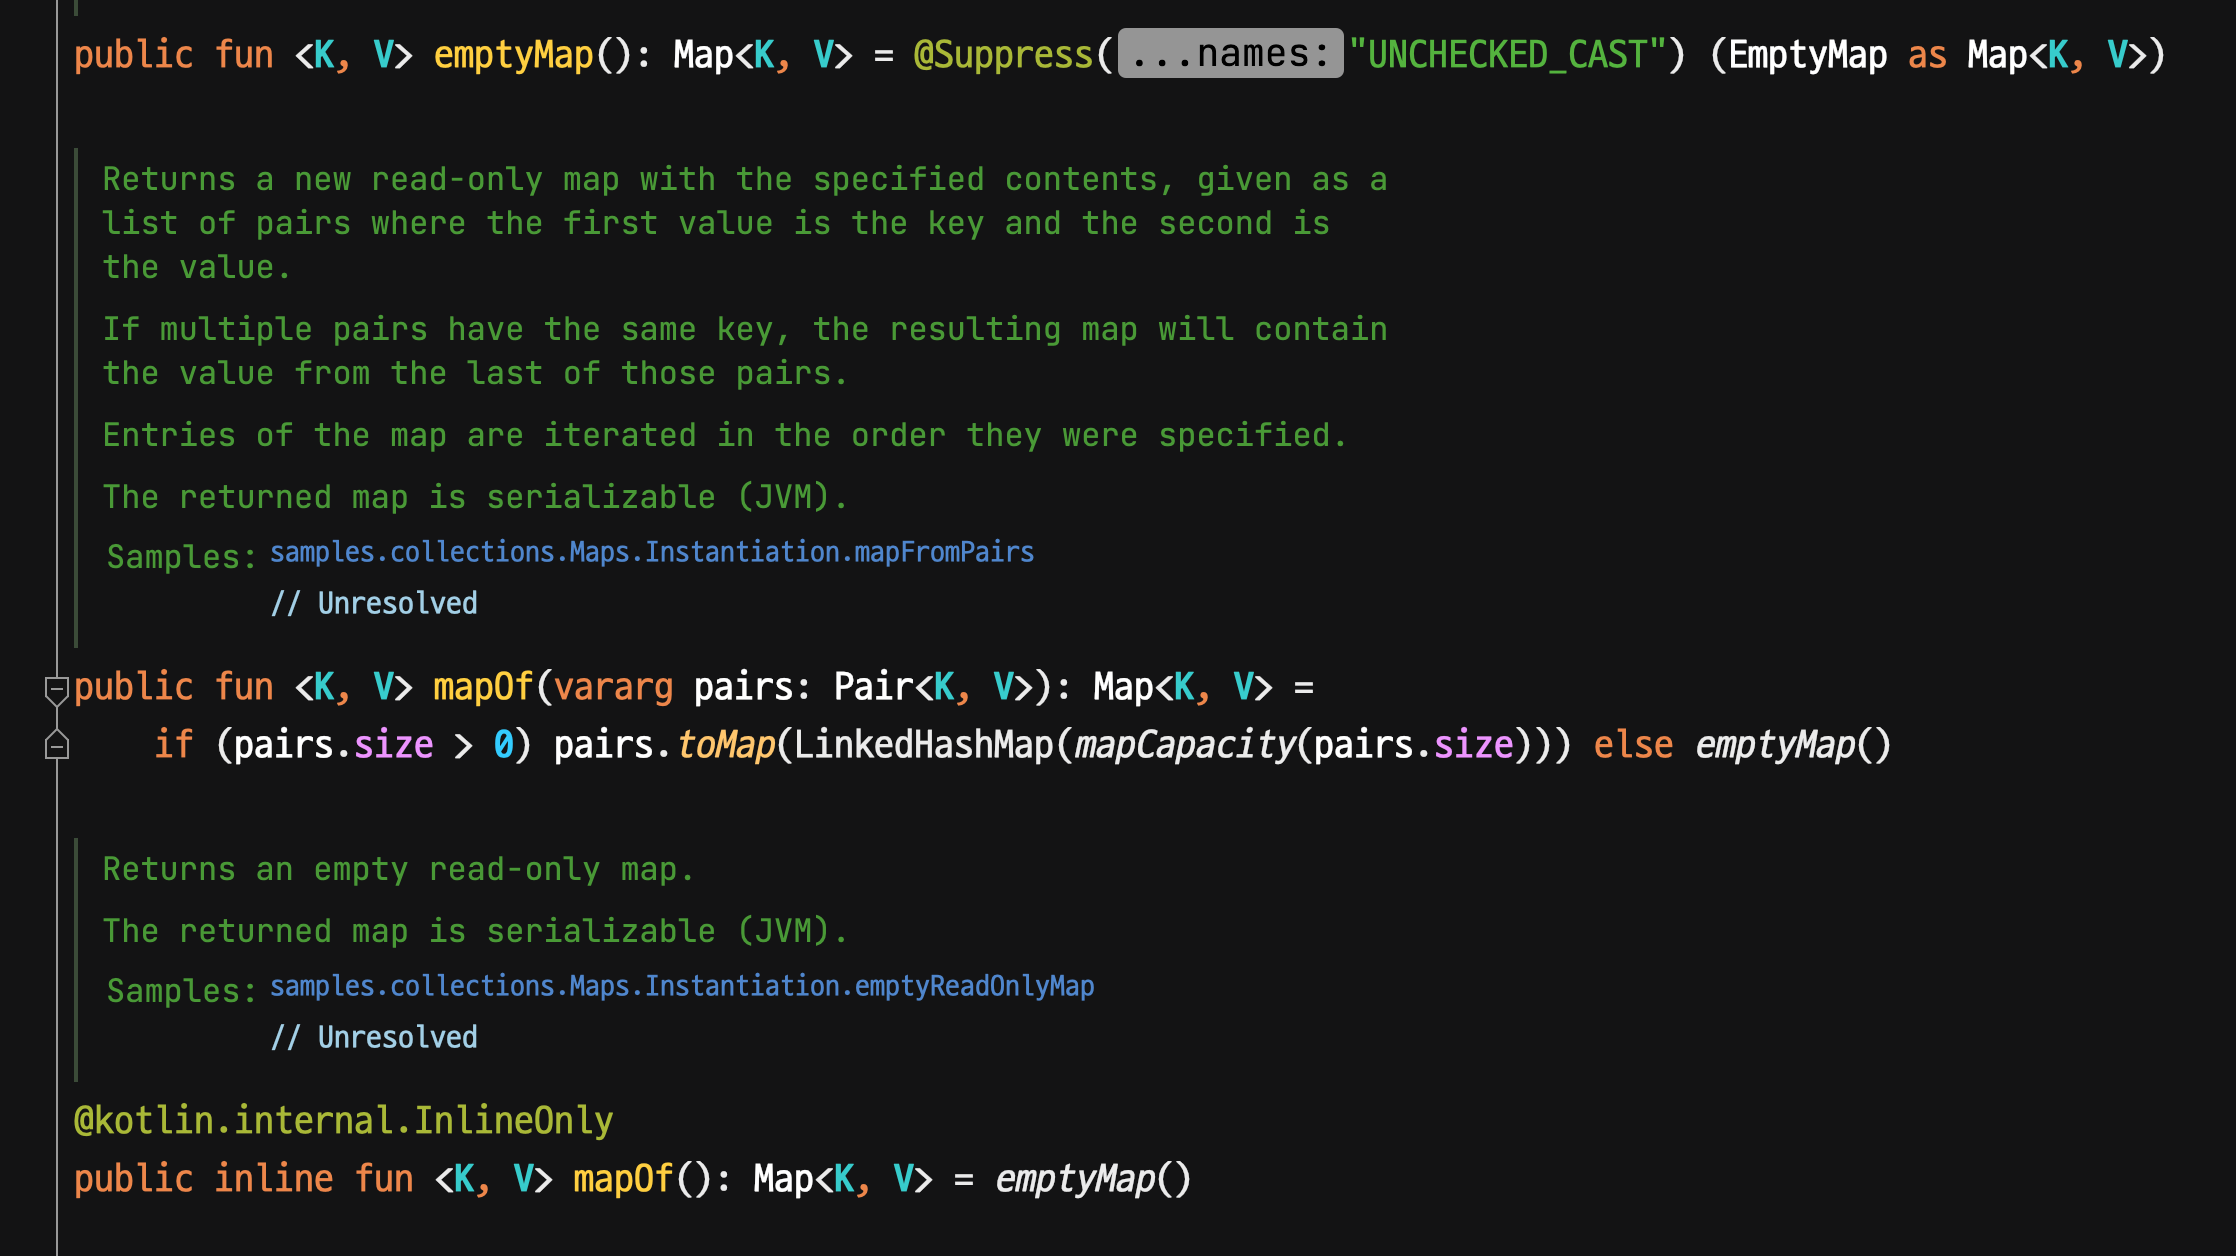 public fun <K, V> emptyMap(): Map<K, V> = @Suppress(...names: "UNCHECKED_CAST") (EmptyMap as Map<K, V>)
Returns a new read-only map with the specified contents, given as a
list of pairs where the first value is the key and the second is
the value.
If multiple pairs have the same key, the resulting map will contain
the value from the last of those pairs.
Entries of the map are iterated in the order they were specified.
The returned map is serializable (JVM).
Samples: samples.collections.Maps.Instantiation.mapFromPairs
// Unresolved
public fun <K, V> mapOf(vararg pairs: Pair<K, V>): Map<K, V> =
if (pairs.size > 0) pairs.toMap(LinkedHashMap(mapCapacity(pairs.size))) else emptyMap()
Returns an empty read-only map.
The returned map is serializable (JVM).
Samples: samples.collections.Maps.Instantiation.emptyReadOnlyMap
// Unresolved
@kotlin.internal.InlineOnly
public inline fun <K, V> mapOf(): Map<K, V> = emptyMap()